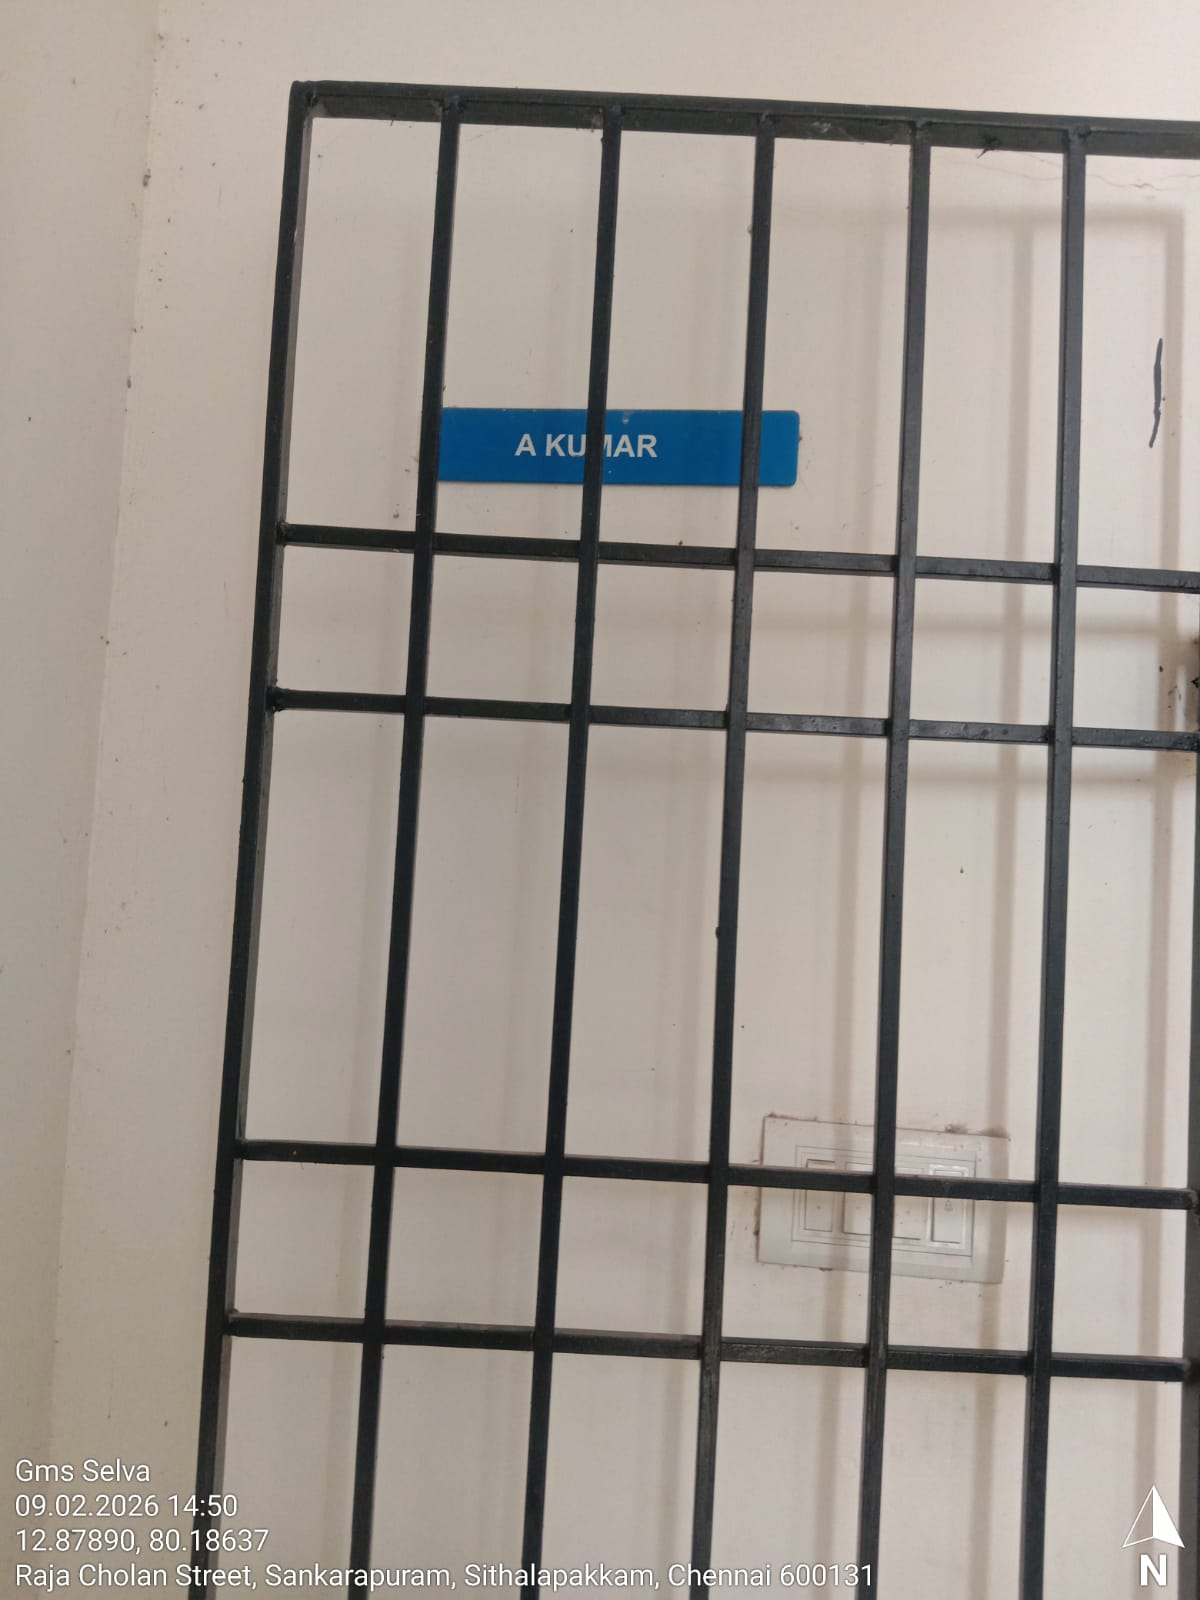 A KUMAR
Gms Selva
09.02.2026 14:50
12.87890, 80.18637
Raja Cholan Street, Sankarapuram, Sithalapakkam, Chennai 600131
N